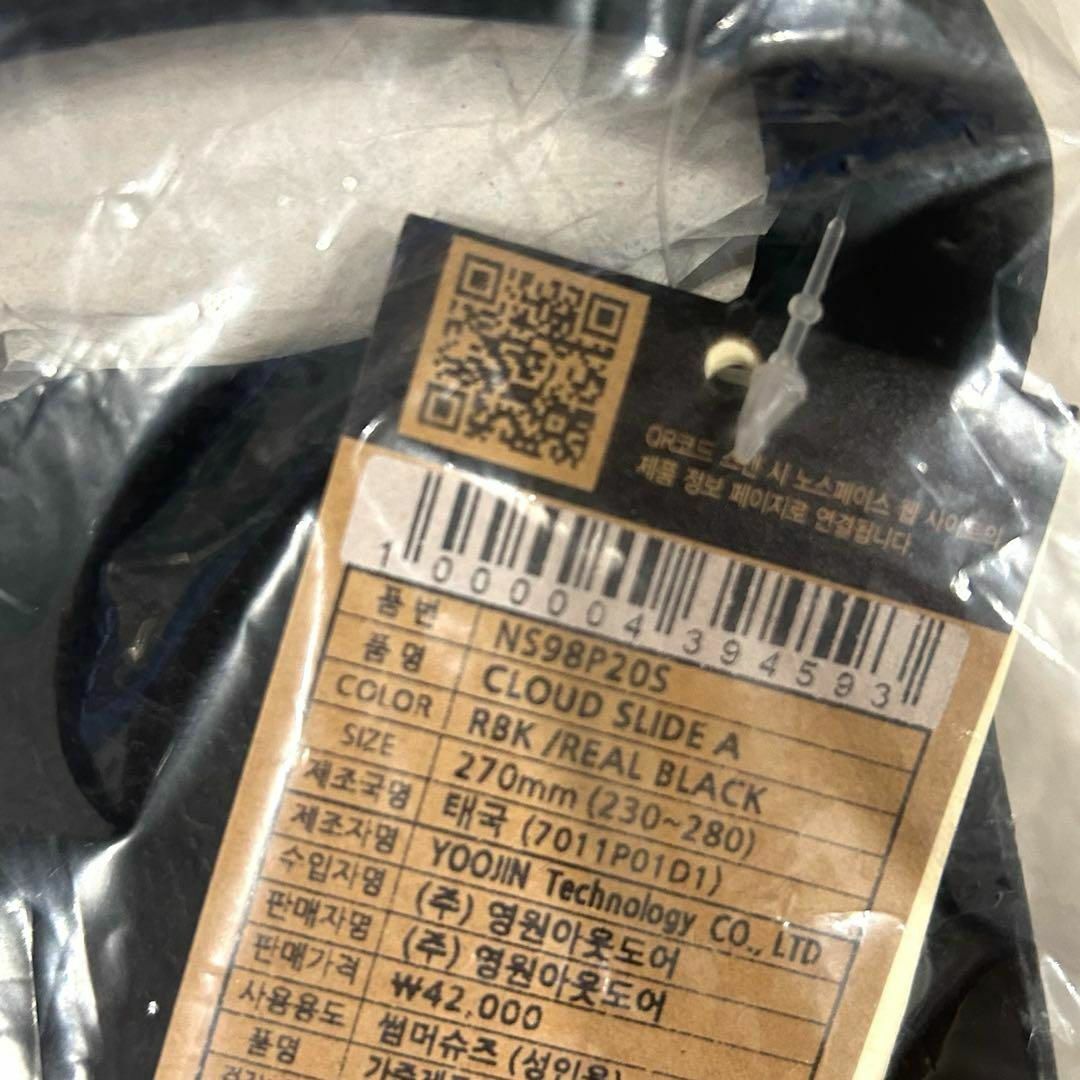 QR코드 스캔 시 노스페이스 웹 사이트의
제품 정보 페이지로 연결됩니다.
1000004394593
품번 NS98P20S
품명 CLOUD SLIDE A
COLOR RBK /REAL BLACK
SIZE 270mm (230~280)
제조국명 태국 (7011P01D1)
제조자명 YOOJIN Technology CO., LTD
수입자명 (주) 영원아웃도어
판매자명 (주) 영원아웃도어
판매가격 ₩42,000
사용용도 썸머슈즈 (성인용)
품명